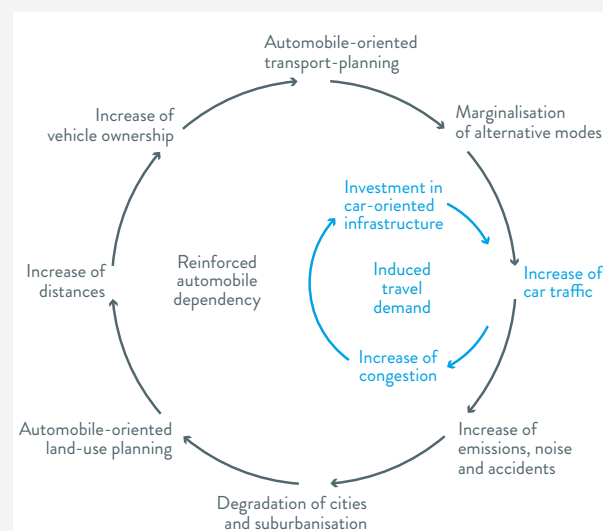 Automobile-oriented
transport-planning
Marginalisation
of alternative modes
Increase of
car traffic
Increase of
emissions, noise
and accidents
Degradation of cities
and suburbanisation
Automobile-oriented
land-use planning
Increase of
distances
Increase of
vehicle ownership
Reinforced
automobile
dependency
Investment in
car-oriented
infrastructure
Induced
travel
demand
Increase of
congestion